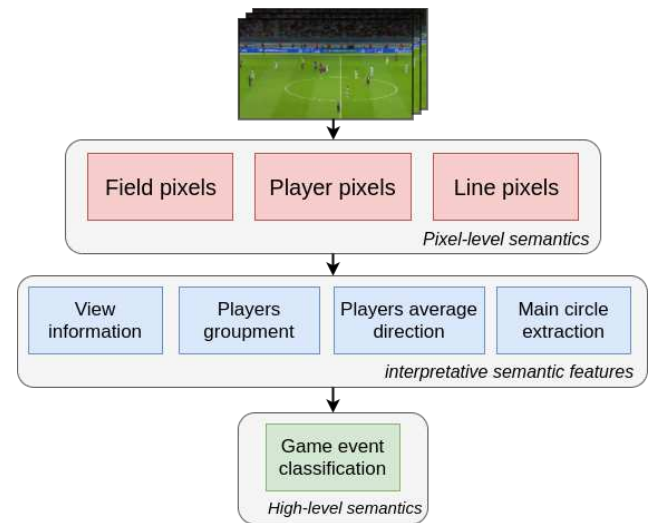 Field pixels
Player pixels
Line pixels
Pixel-level semantics
View
information
Players
groupment
Players average
direction
Main circle
extraction
interpretative semantic features
Game event
classification
High-level semantics